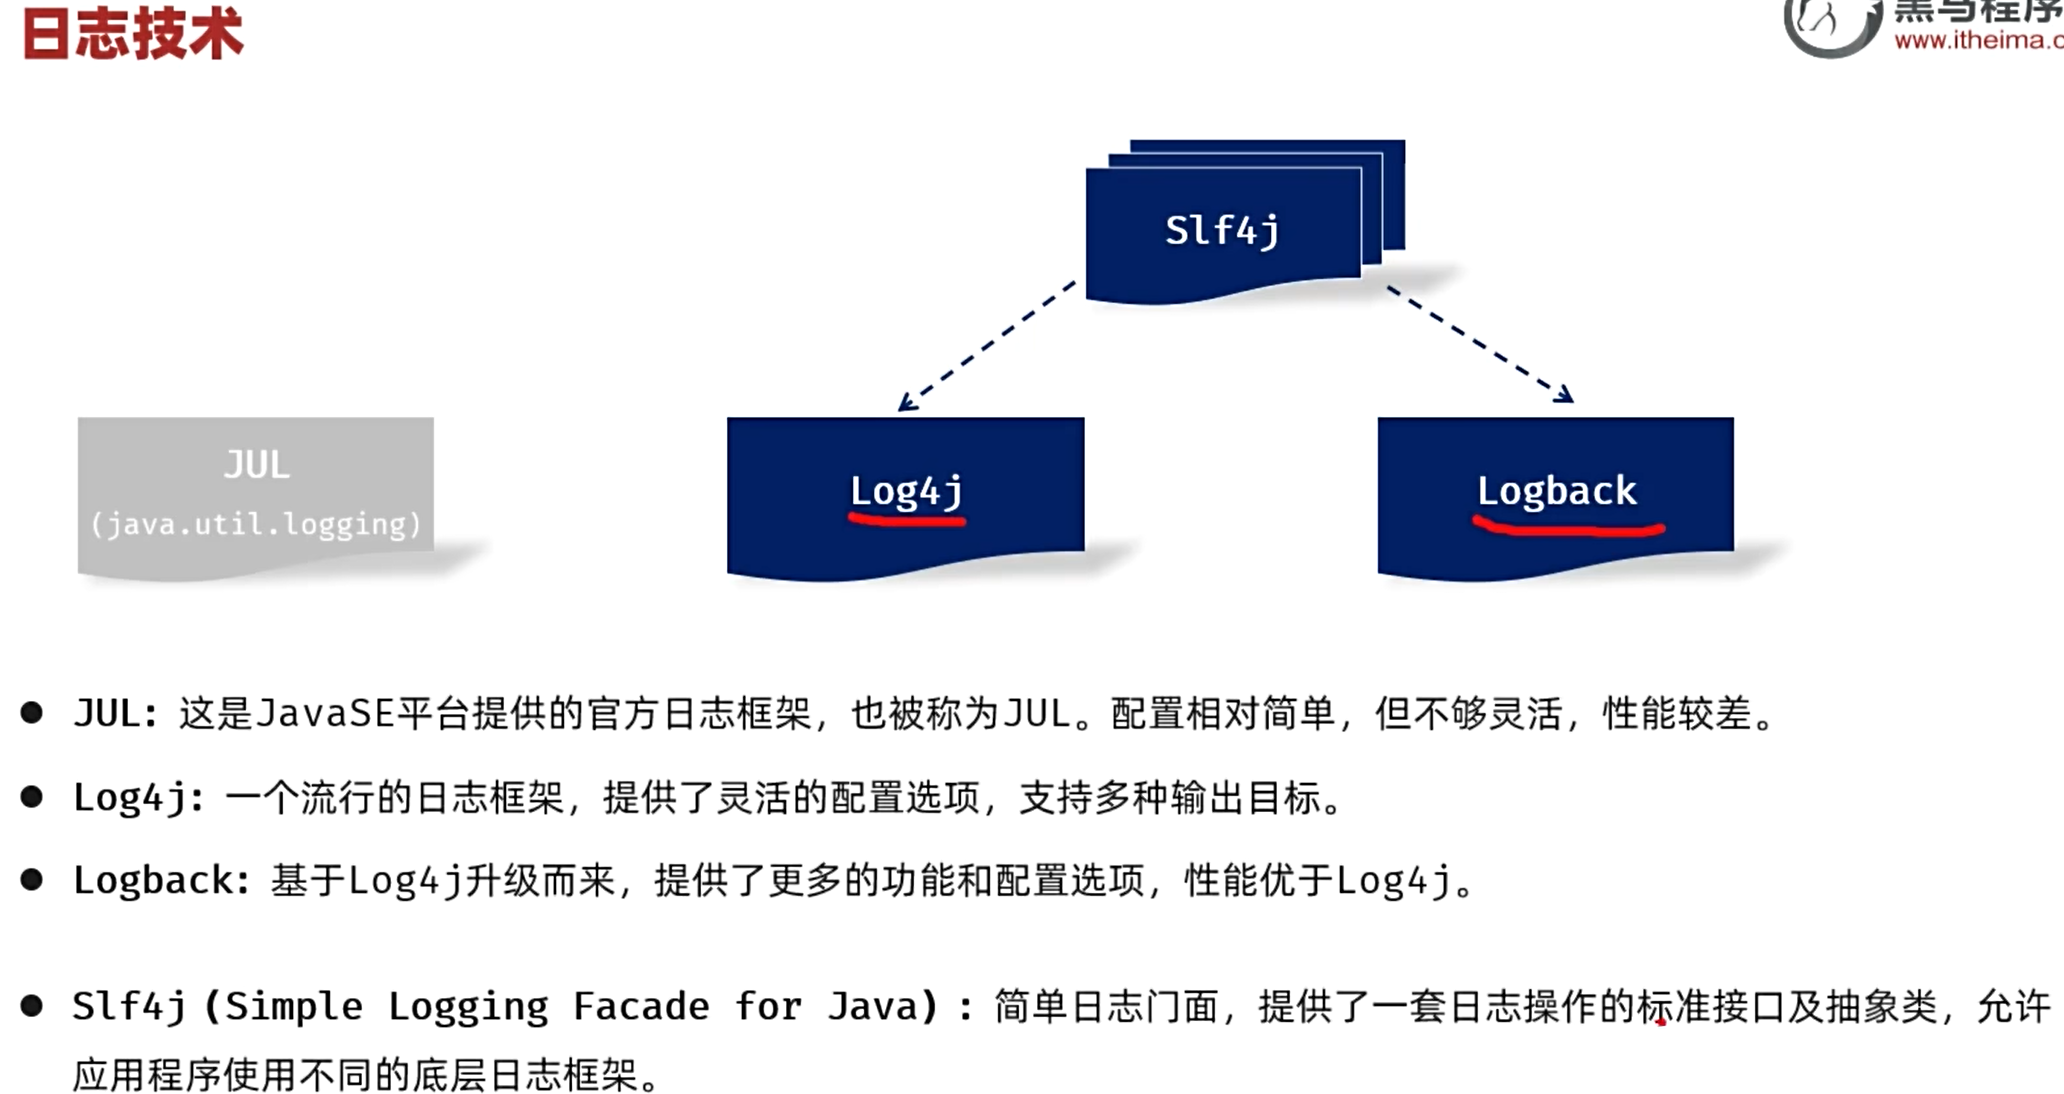 日志技术
黑马程序
www.itheima.c
Slf4j
JUL
(java.util.logging)
Log4j
Logback
JUL: 这是JavaSE平台提供的官方日志框架，也被称为JUL。配置相对简单，但不够灵活，性能较差。
Log4j: 一个流行的日志框架，提供了灵活的配置选项，支持多种输出目标。
Logback: 基于Log4j升级而来，提供了更多的功能和配置选项，性能优于Log4j。
Slf4j (Simple Logging Facade for Java) : 简单日志门面，提供了一套日志操作的标准接口及抽象类，允许
应用程序使用不同的底层日志框架。